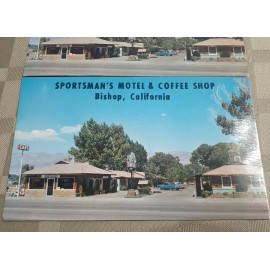 SPORTSMAN'S MOTEL & COFFEE SHOP
Bishop, California